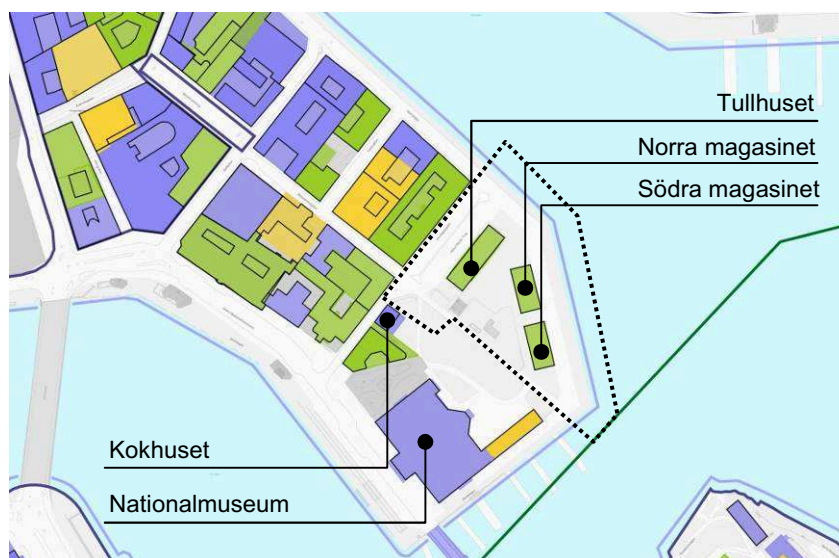 Tullhuset
Norra magasinet
Södra magasinet
Kokhuset
Nationalmuseum